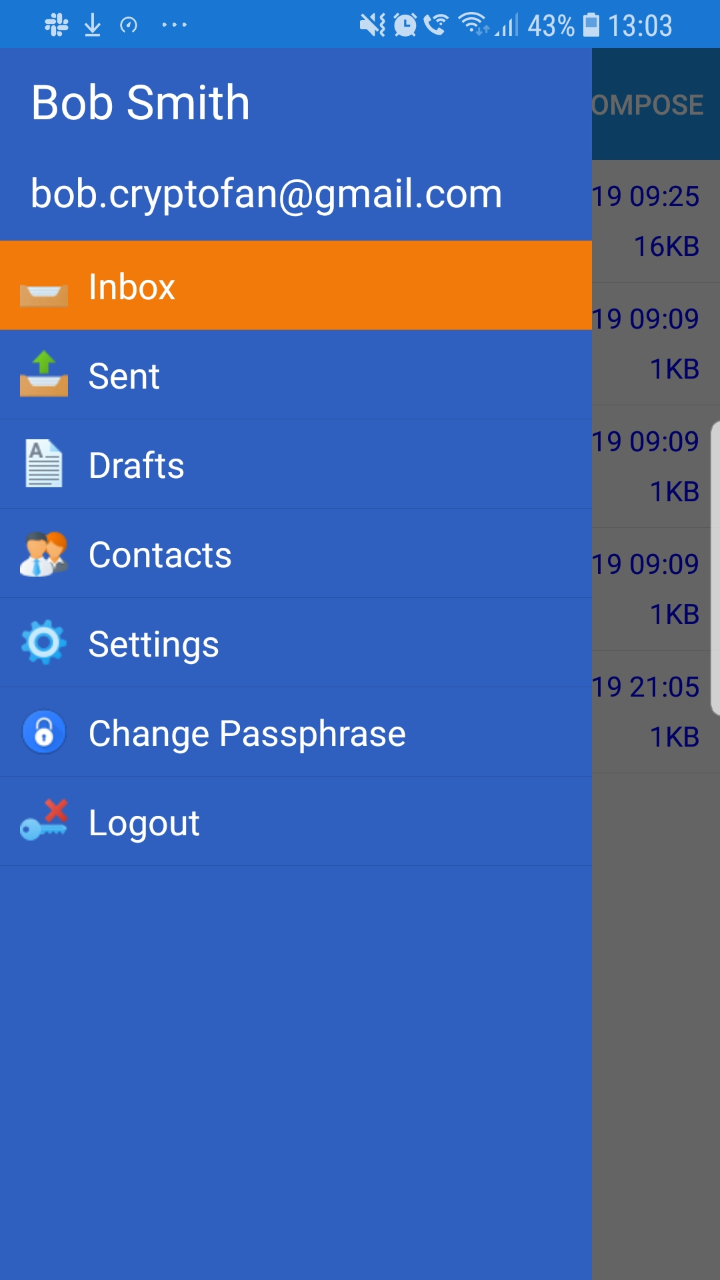 43% 13:03
Bob Smith
OMPOSE
bob.cryptofan@gmail.com
19 09:25
16KB
Inbox
19 09:09
1KB
Sent
19 09:09
Drafts
1KB
Contacts
19 09:09
1KB
Settings
19 21:05
Change Passphrase
1KB
Logout